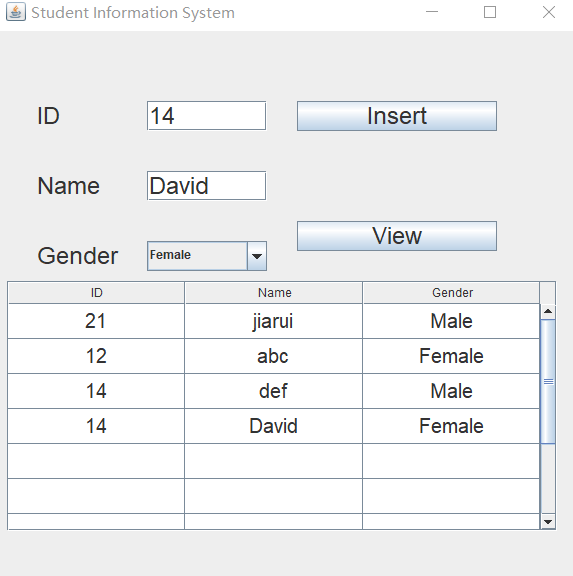 Student Information System
ID 14 Insert
Name David
View
Gender Female
ID Name Gender
21 jiarui Male
12 abc Female
14 def Male
14 David Female